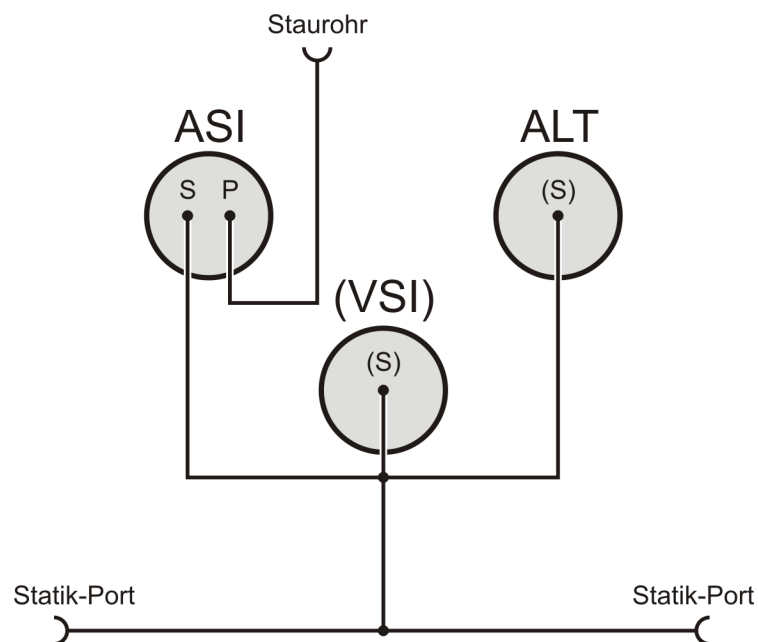 Staurohr
ASI
ALT
S P
(S)
(VSI)
(S)
Statik-Port
Statik-Port